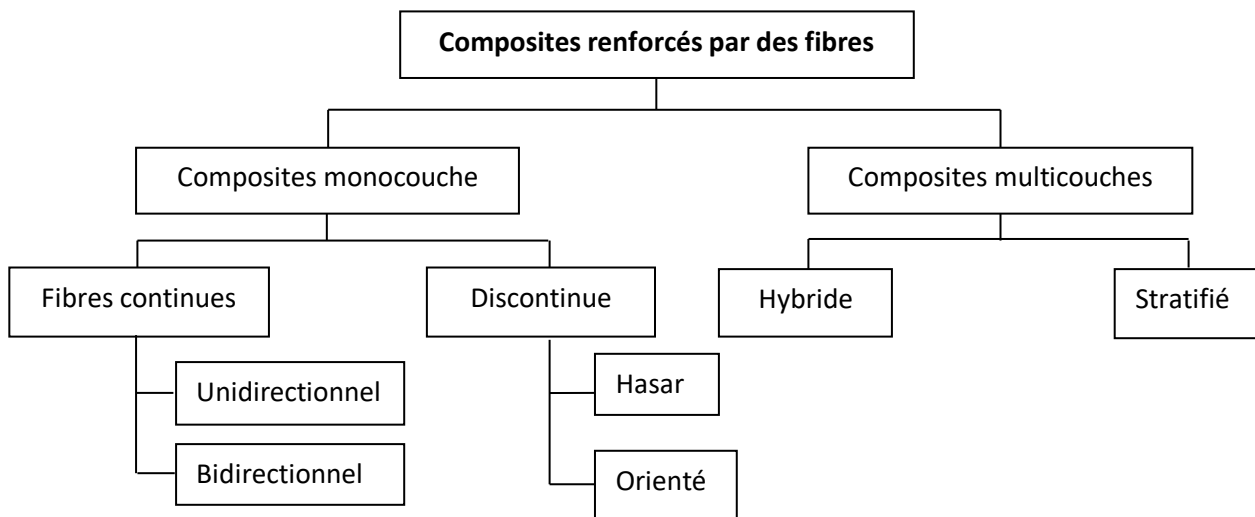 Composites renforcés par des fibres
Composites monocouche
Composites multicouches
Fibres continues
Discontinue
Hybride
Stratifié
Unidirectionnel
Hasar
Bidirectionnel
Orienté